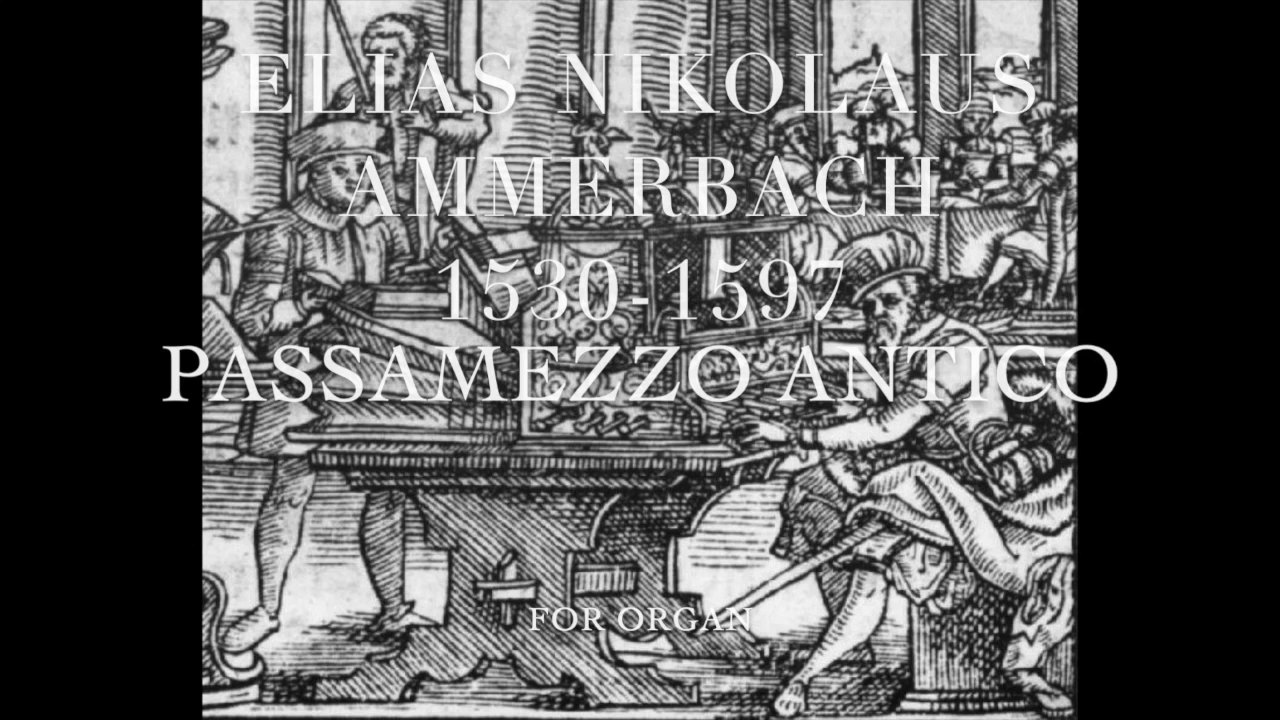 ELIAS NIKOLAUS
AMMERBACH
1530-1597
PASSAMEZZO ANTICO
FOR ORGAN